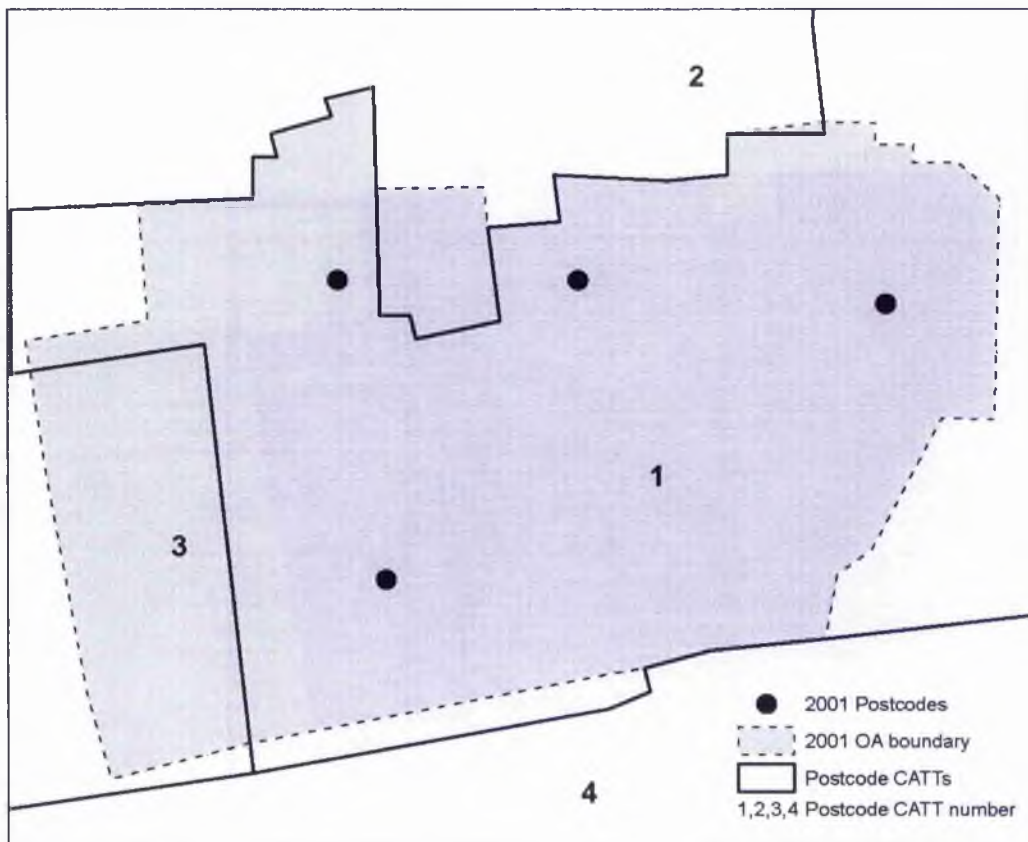 2
1
3
4
2001 Postcodes
2001 OA boundary
Postcode CATTs
1,2,3,4 Postcode CATT number